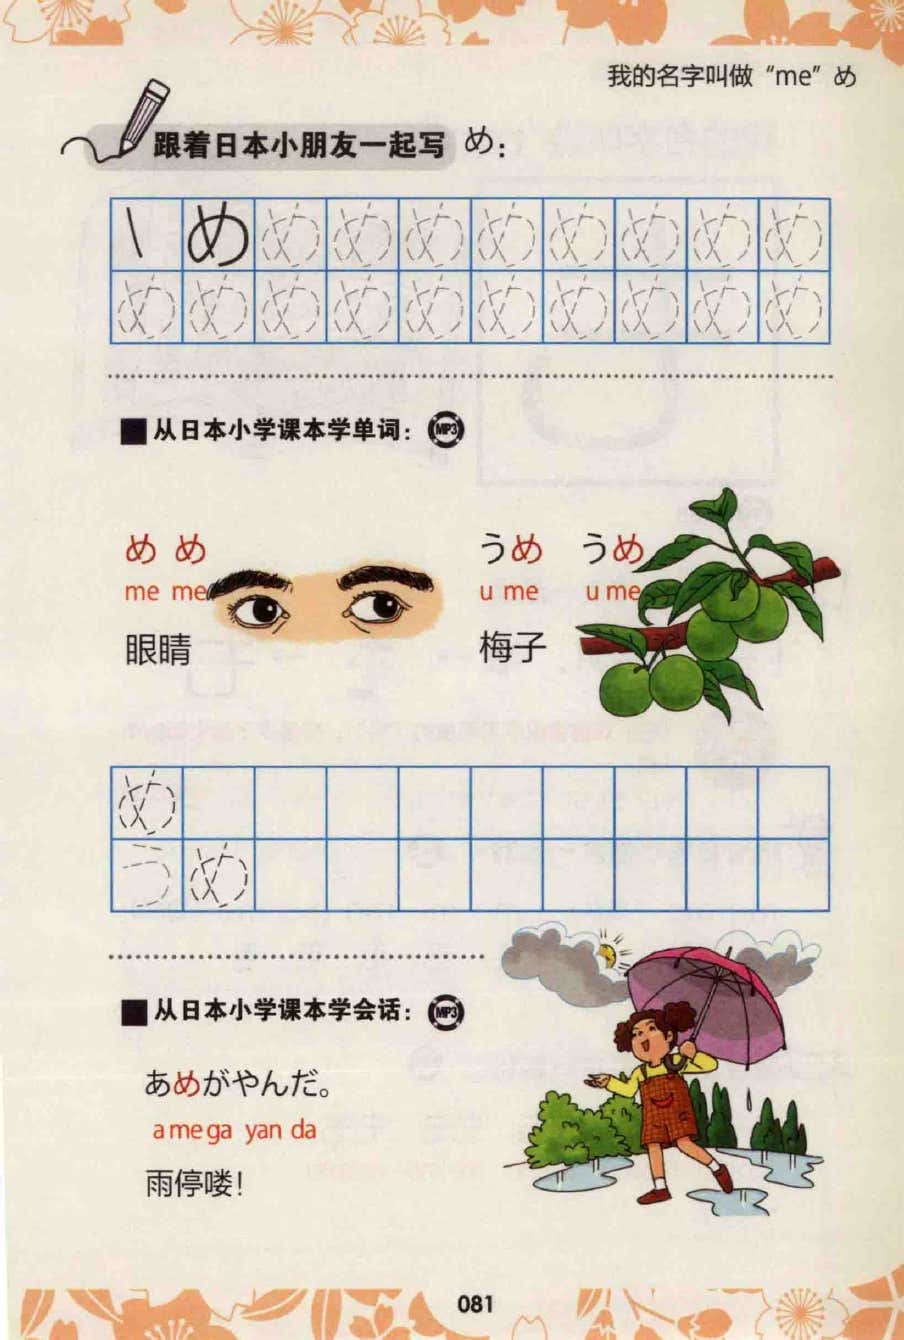 我的名字叫做“me”め
跟着日本小朋友一起写 め:
め め め め め め め め め
め め め め め め め め め め
■从日本小学课本学单词： MP3
め め
me me
眼睛
うめ うめ
u me u me
梅子
め
うめ
■从日本小学课本学会话： MP3
あめがやんだ。
a me ga yan da
雨停喽！
081